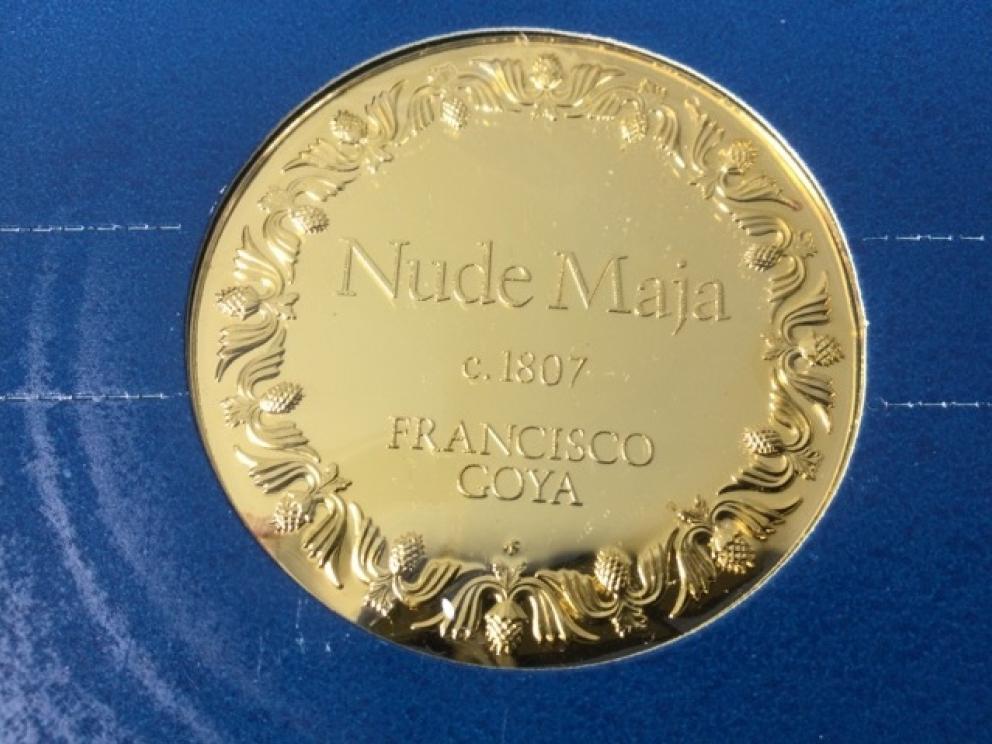 Nude Maja
c. 1807
FRANCISCO
GOYA